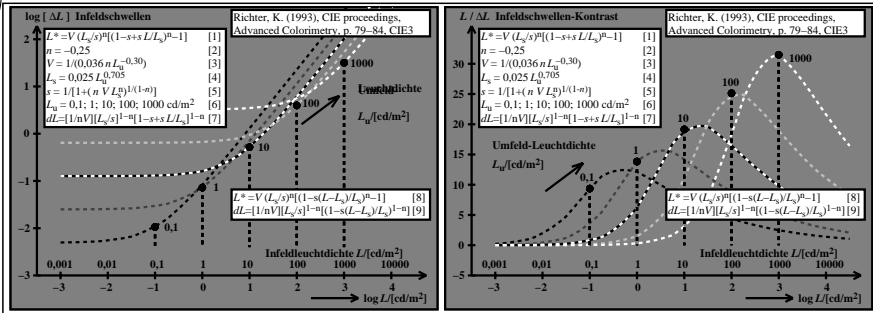 log [ ΔL ] Infeldschwellen
Richter, K. (1993), CIE proceedings,
Advanced Colorimetry, p. 79–84, CIE3
L*=V (Ls/s)^n[(1–s+s L/Ls)^n–1] [1]
n = –0,25 [2]
V = 1/(0,036 n Lu^–0,30) [3]
Ls = 0,025 Lu^0,705 [4]
s = 1/[1+(n V Ls^n)^1/(1-n)] [5]
Lu = 0,1; 1; 10; 100; 1000 cd/m² [6]
dL=[1/nV][Ls/s]^1–n[1–s+s L/Ls]^1–n [7]
2
1
0
–1
–2
–3
1000
Leuchtdichte
Umfeld-
Lu/[cd/m²]
100
10
1
0,1
L*=V (Ls/s)^n[(1–s(L–Ls)/Ls)^n–1] [8]
dL=[1/nV][Ls/s]^1–n[(1–s(L–Ls)/Ls)^1–n] [9]
Infeldleuchtdichte L/[cd/m²]
0,001 0,01 0,1 1 10 100 1000
–3 –2 –1 0 1 2 3 4
log L/[cd/m²]
L / ΔL Infeldschwellen-Kontrast
Richter, K. (1993), CIE proceedings,
Advanced Colorimetry, p. 79–84, CIE3
L*=V (Ls/s)^n[(1–s+s L/Ls)^n–1] [1]
n = –0,25 [2]
V = 1/(0,036 n Lu^–0,30) [3]
Ls = 0,025 Lu^0,705 [4]
s = 1/[1+(n V Ls^n)^1/(1-n)] [5]
Lu = 0,1; 1; 10; 100; 1000 cd/m² [6]
dL=[1/nV][Ls/s]^1–n[1–s+s L/Ls]^1–n [7]
30
25
20
15
10
5
0
–5
1000
100
10
1
0,1
Umfeld-Leuchtdichte
Lu/[cd/m²]
L*=V (Ls/s)^n[(1–s(L–Ls)/Ls)^n–1] [8]
dL=[1/nV][Ls/s]^1–n[(1–s(L–Ls)/Ls)^1–n] [9]
Infeldleuchtdichte L/[cd/m²]
0,001 0,01 0,1 1 10 100 1000
–3 –2 –1 0 1 2 3 4
log L/[cd/m²]